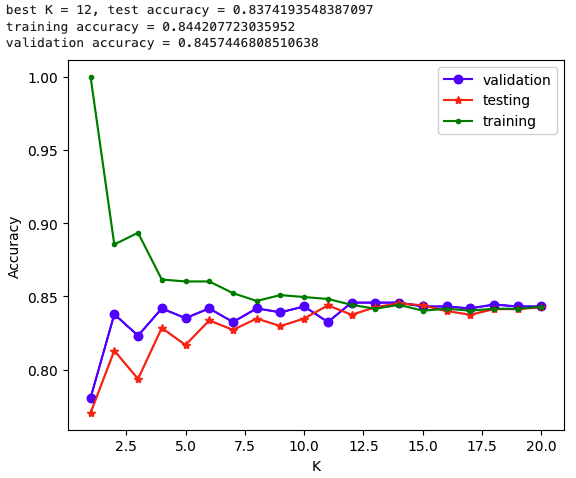 best K = 12, test accuracy = 0.8374193548387097
training accuracy = 0.844207723035952
validation accuracy = 0.8457446808510638
1.00
0.95
0.90
0.85
0.80
Accuracy
validation
testing
training
2.5 5.0 7.5 10.0 12.5 15.0 17.5 20.0
K